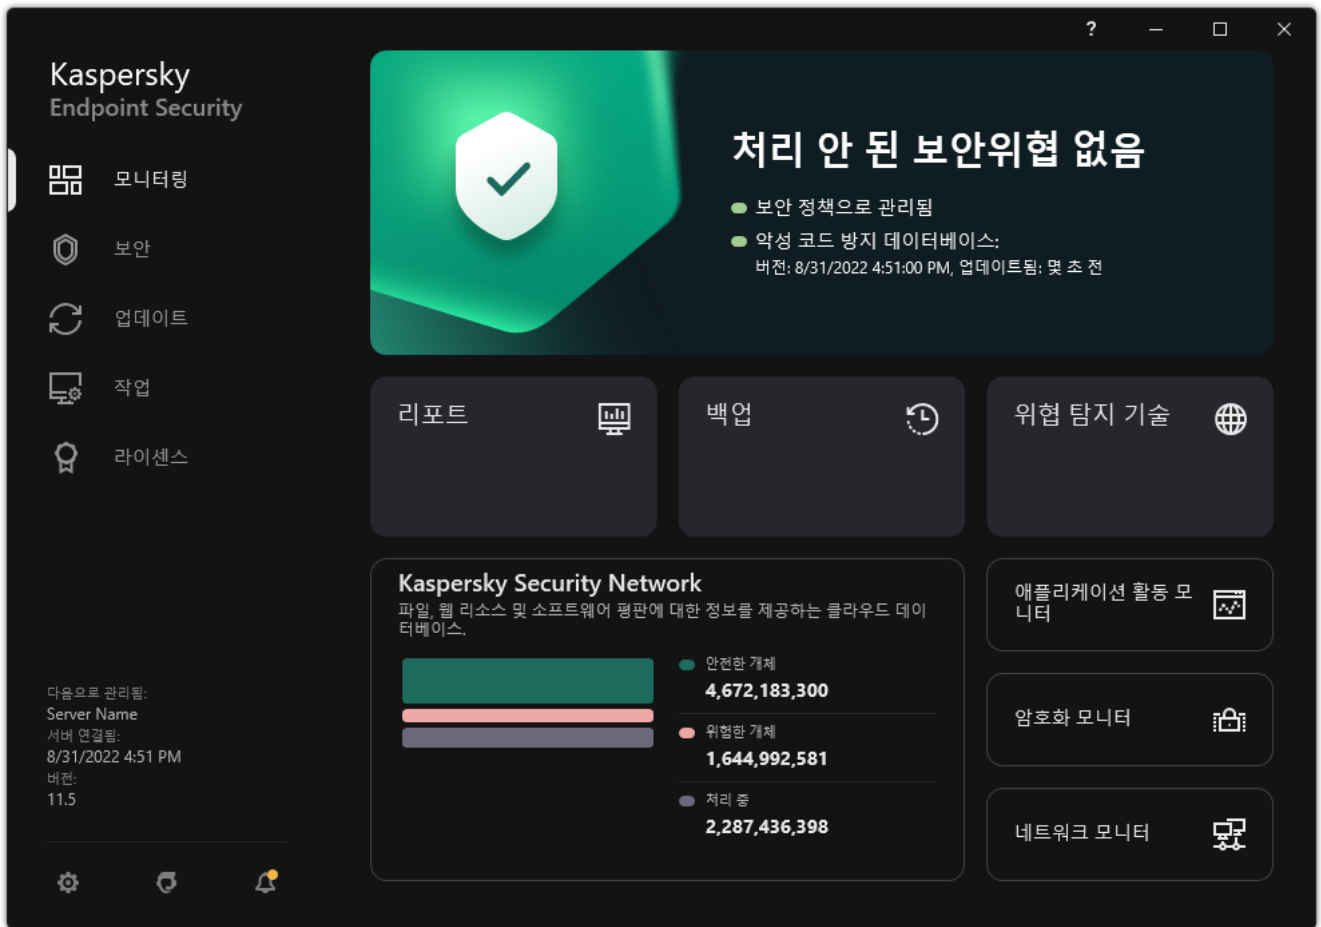 ?
Kaspersky
Endpoint Security
모니터링
보안
업데이트
작업
라이센스
다음으로 관리됨:
Server Name
서버 연결됨:
8/31/2022 4:51 PM
버전:
11.5
처리 안 된 보안위협 없음
보안 정책으로 관리됨
악성 코드 방지 데이터베이스:
버전: 8/31/2022 4:51:00 PM, 업데이트됨: 몇 초 전
리포트
백업
위협 탐지 기술
Kaspersky Security Network
파일, 웹 리소스 및 소프트웨어 평판에 대한 정보를 제공하는 클라우드 데이
터베이스.
안전한 개체
4,672,183,300
위험한 개체
1,644,992,581
처리 중
2,287,436,398
애플리케이션 활동 모
니터
암호화 모니터
네트워크 모니터